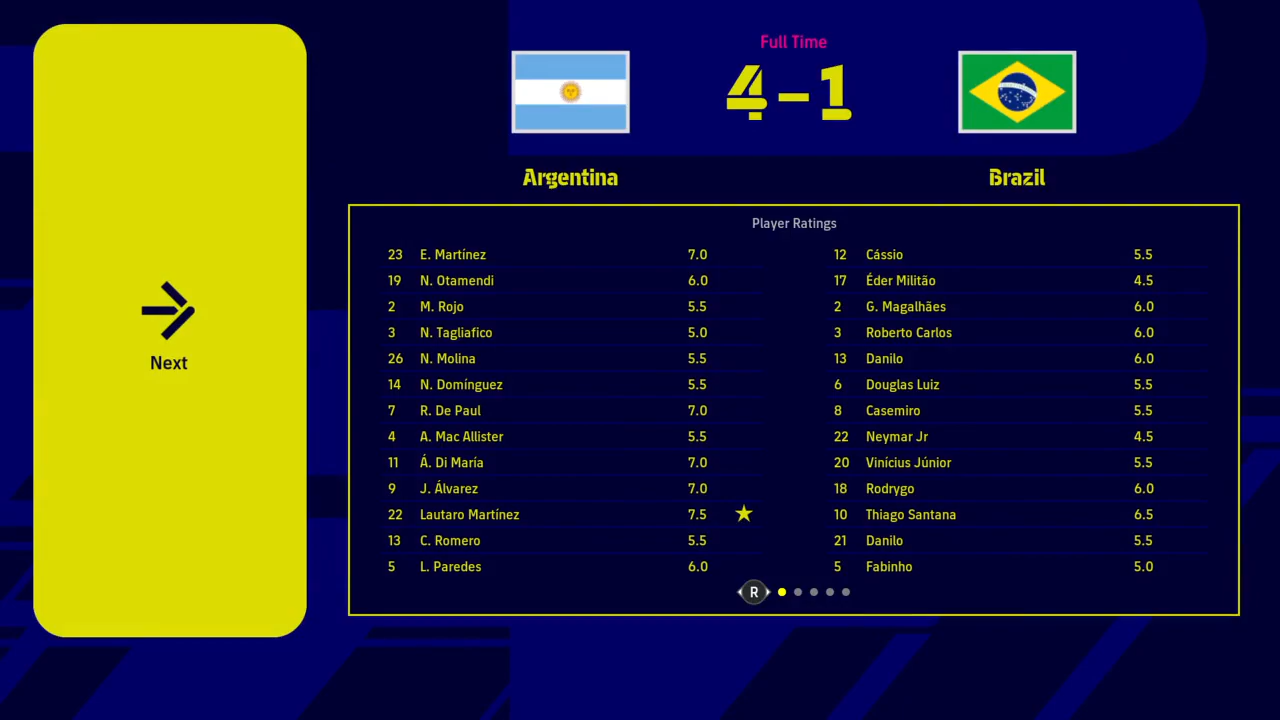 Next
Full Time
4-1
Argentina
Brazil
Player Ratings
23 E. Martínez 7.0 12 Cássio 5.5
19 N. Otamendi 6.0 17 Éder Militão 4.5
2 M. Rojo 5.5 2 G. Magalhães 6.0
3 N. Tagliafico 5.0 3 Roberto Carlos 6.0
26 N. Molina 5.5 13 Danilo 6.0
14 N. Domínguez 5.5 6 Douglas Luiz 5.5
7 R. De Paul 7.0 8 Casemiro 5.5
4 A. Mac Allister 5.5 22 Neymar Jr 4.5
11 Á. Di María 7.0 20 Vinícius Júnior 5.5
9 J. Álvarez 7.0 18 Rodrygo 6.0
22 Lautaro Martínez 7.5 ★ 10 Thiago Santana 6.5
13 C. Romero 5.5 21 Danilo 5.5
5 L. Paredes 6.0 5 Fabinho 5.0
R